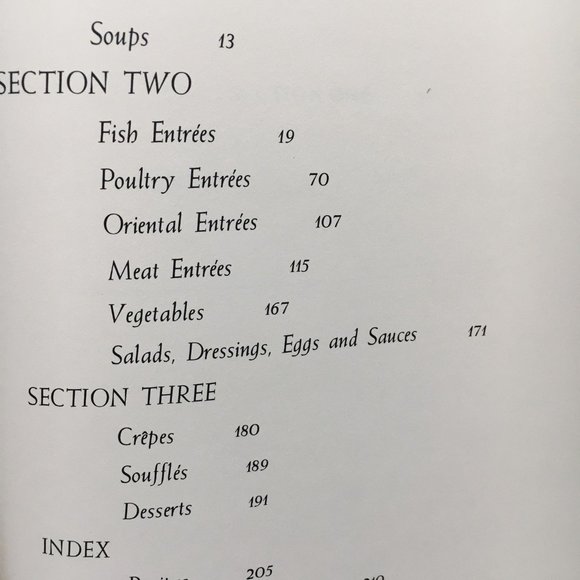 Soups 13
SECTION TWO
Fish Entrées 19
Poultry Entrées 70
Oriental Entrées 107
Meat Entrées 115
Vegetables 167
Salads, Dressings, Eggs and Sauces 171
SECTION THREE
Crêpes 180
Soufflés 189
Desserts 191
INDEX
205